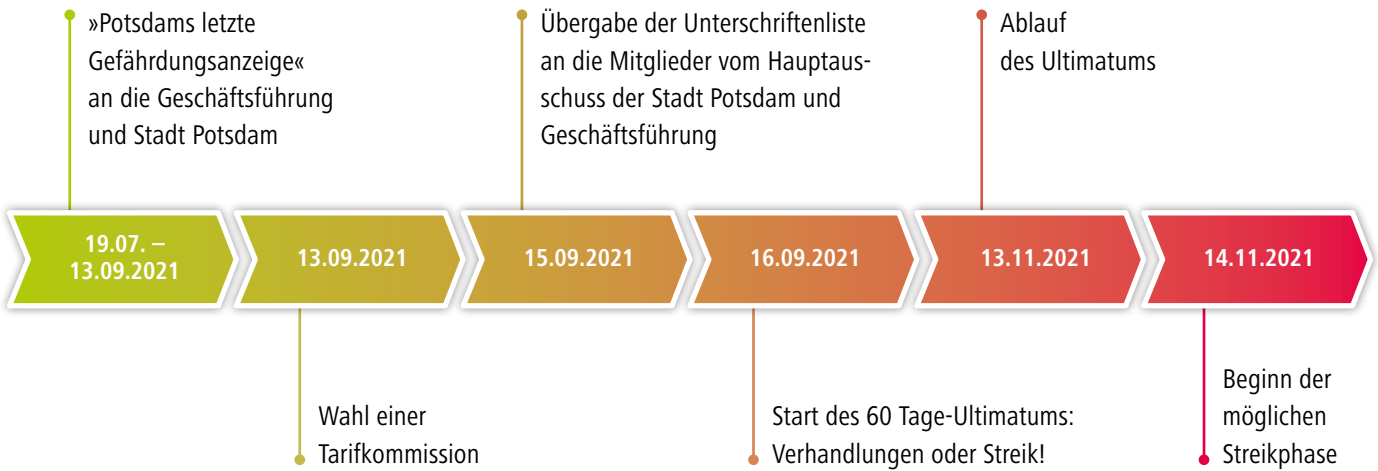 »Potsdams letzte
Gefährdungsanzeige«
an die Geschäftsführung
und Stadt Potsdam
Übergabe der Unterschriftenliste
an die Mitglieder vom Hauptaus-
schuss der Stadt Potsdam und
Geschäftsführung
Ablauf
des Ultimatums
19.07. –
13.09.2021
13.09.2021
15.09.2021
16.09.2021
13.11.2021
14.11.2021
Wahl einer
Tarifkommission
Start des 60 Tage-Ultimatums:
Verhandlungen oder Streik!
Beginn der
möglichen
Streikphase